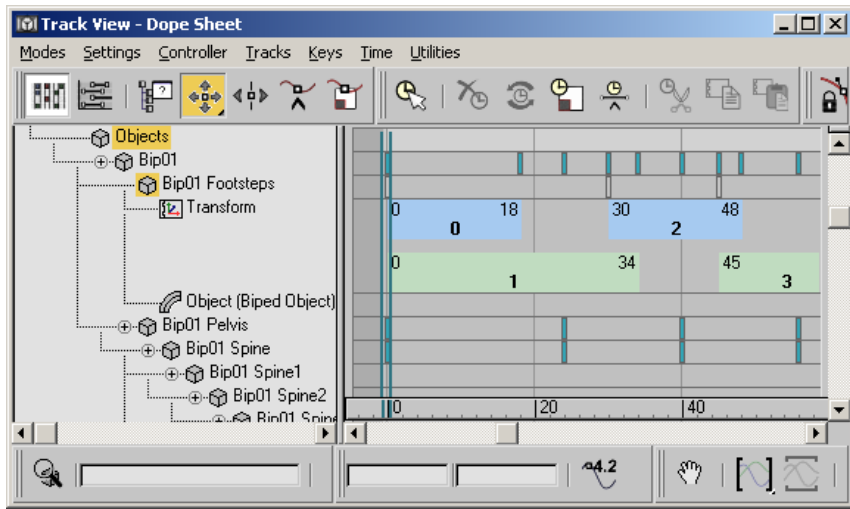 Track View - Dope Sheet
Modes Settings Controller Tracks Keys Time Utilities
Objects
Bip01
Bip01 Footsteps
Transform
0 18 30 48
0 2
0 34 45
1 3
Object (Biped Object)
Bip01 Pelvis
Bip01 Spine
Bip01 Spine1
Bip01 Spine2
Bip01
0 20 40
4.2